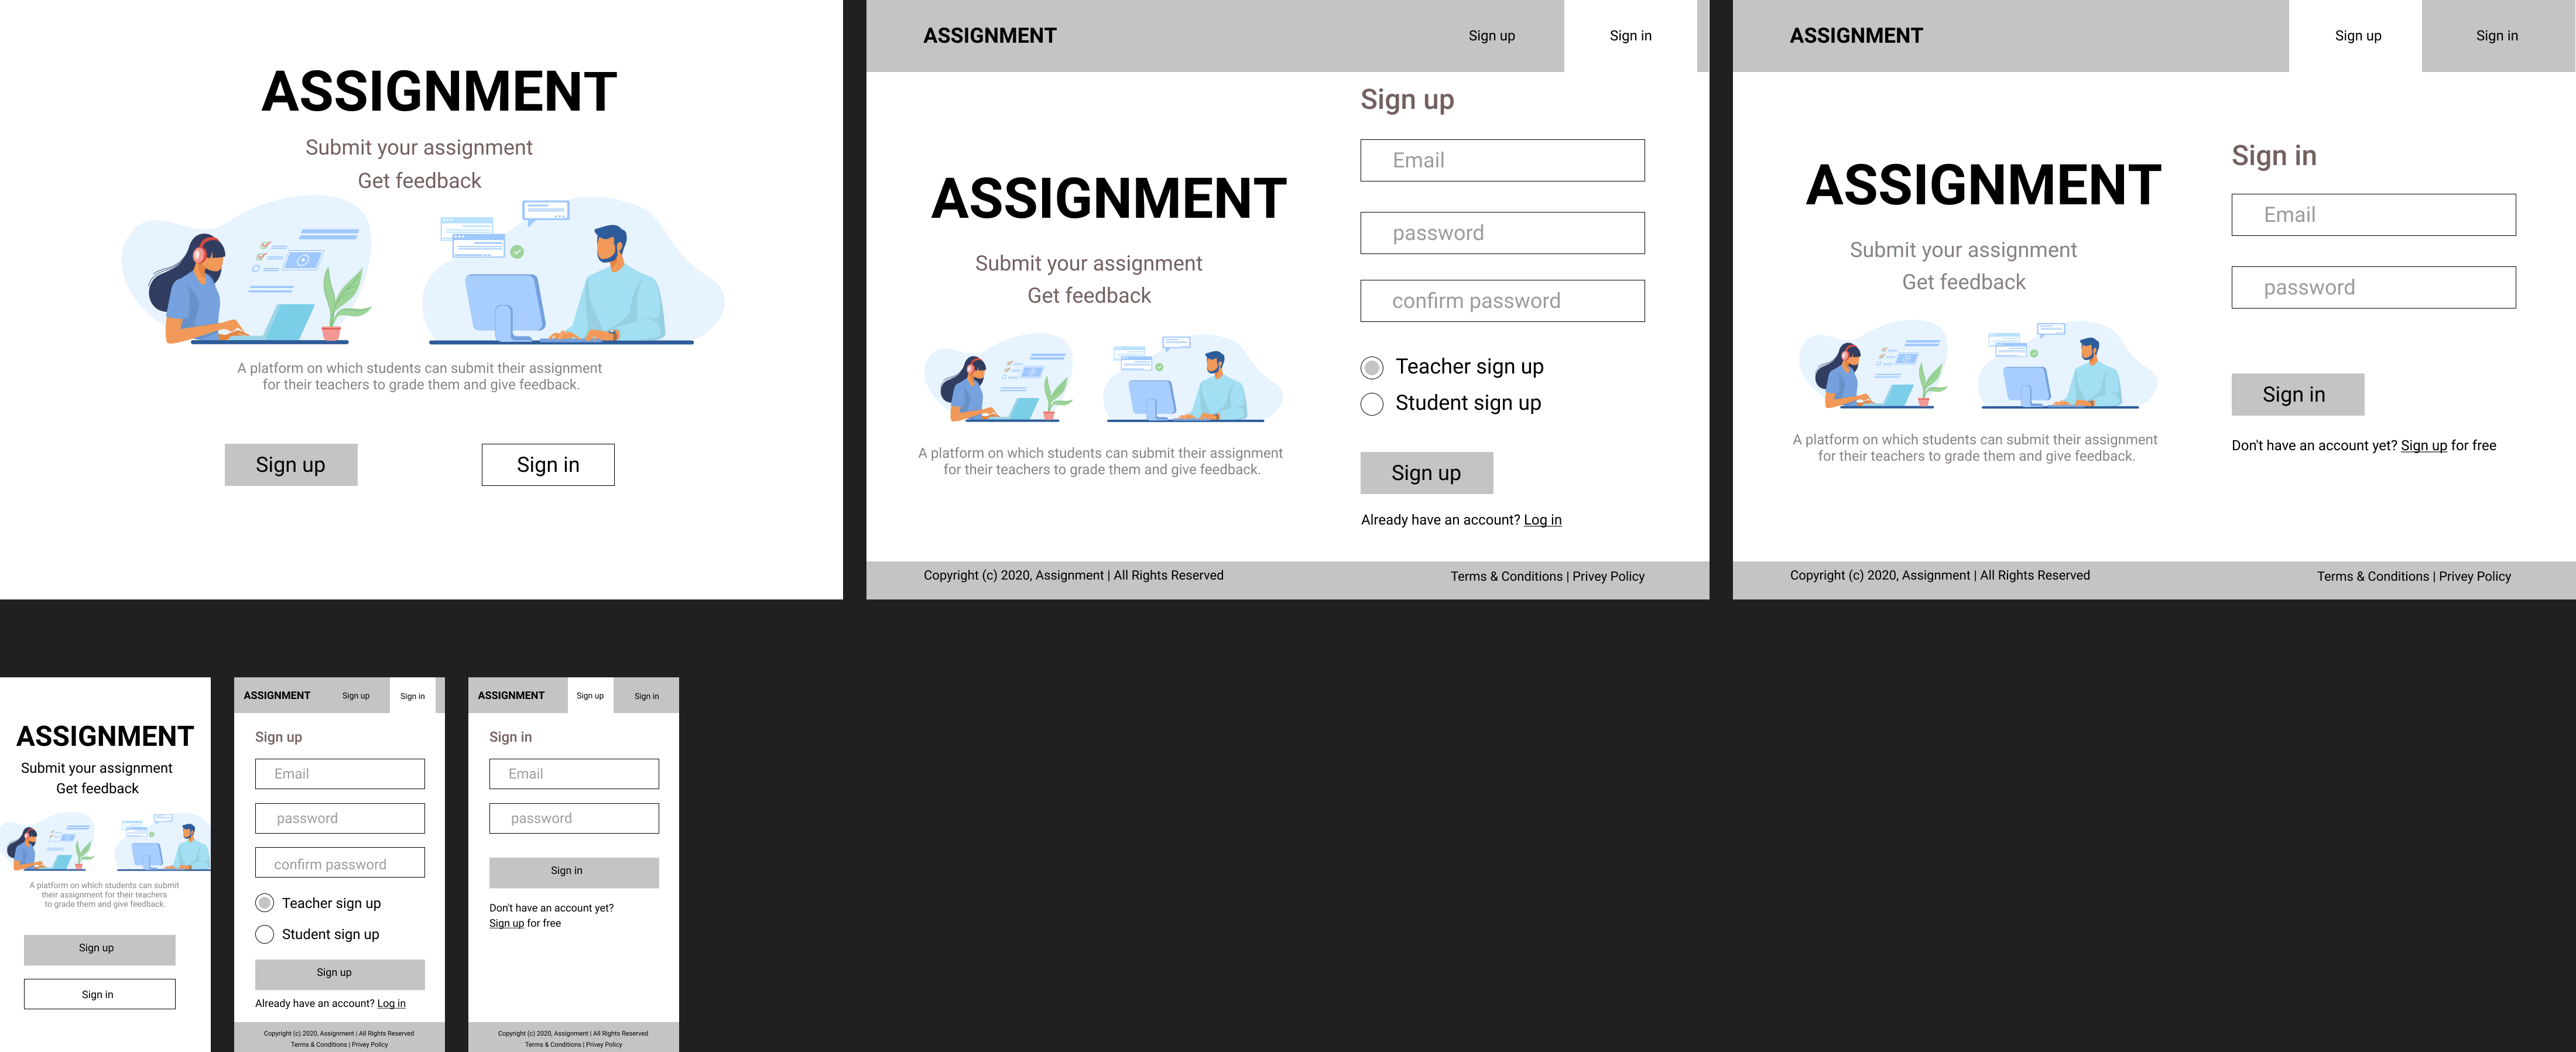 ASSIGNMENT
Submit your assignment
Get feedback
A platform on which students can submit their assignment
for their teachers to grade them and give feedback.
Sign up
Sign in
ASSIGNMENT
Sign up
Sign in
ASSIGNMENT
Submit your assignment
Get feedback
A platform on which students can submit their assignment
for their teachers to grade them and give feedback.
Sign up
Email
password
confirm password
Teacher sign up
Student sign up
Sign up
Already have an account? Log in
Copyright (c) 2020, Assignment | All Rights Reserved
Terms & Conditions | Privey Policy
ASSIGNMENT
Sign up
Sign in
ASSIGNMENT
Submit your assignment
Get feedback
A platform on which students can submit their assignment
for their teachers to grade them and give feedback.
Sign in
Email
password
Sign in
Don't have an account yet? Sign up for free
Copyright (c) 2020, Assignment | All Rights Reserved
Terms & Conditions | Privey Policy
ASSIGNMENT
Submit your assignment
Get feedback
A platform on which students can submit
their assignment for their teachers
to grade them and give feedback.
Sign up
Sign in
ASSIGNMENT
Sign up
Sign in
Sign up
Email
password
confirm password
Teacher sign up
Student sign up
Sign up
Already have an account? Log in
Copyright (c) 2020, Assignment | All Rights Reserved
Terms & Conditions | Privey Policy
ASSIGNMENT
Sign up
Sign in
Sign in
Email
password
Sign in
Don't have an account yet?
Sign up for free
Copyright (c) 2020, Assignment | All Rights Reserved
Terms & Conditions | Privey Policy